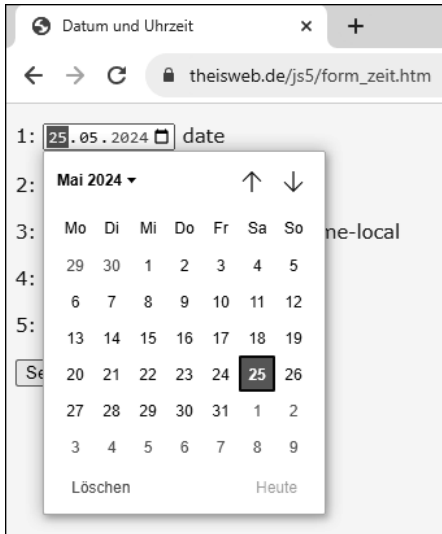 Datum und Uhrzeit
theisweb.de/js5/form_zeit.htm
1: 25.05.2024 date
Mai 2024
Mo Di Mi Do Fr Sa So
29 30 1 2 3 4 5
6 7 8 9 10 11 12
13 14 15 16 17 18 19
20 21 22 23 24 25 26
27 28 29 30 31 1 2
3 4 5 6 7 8 9
Löschen Heute
2:
3: me-local
4:
5:
Se